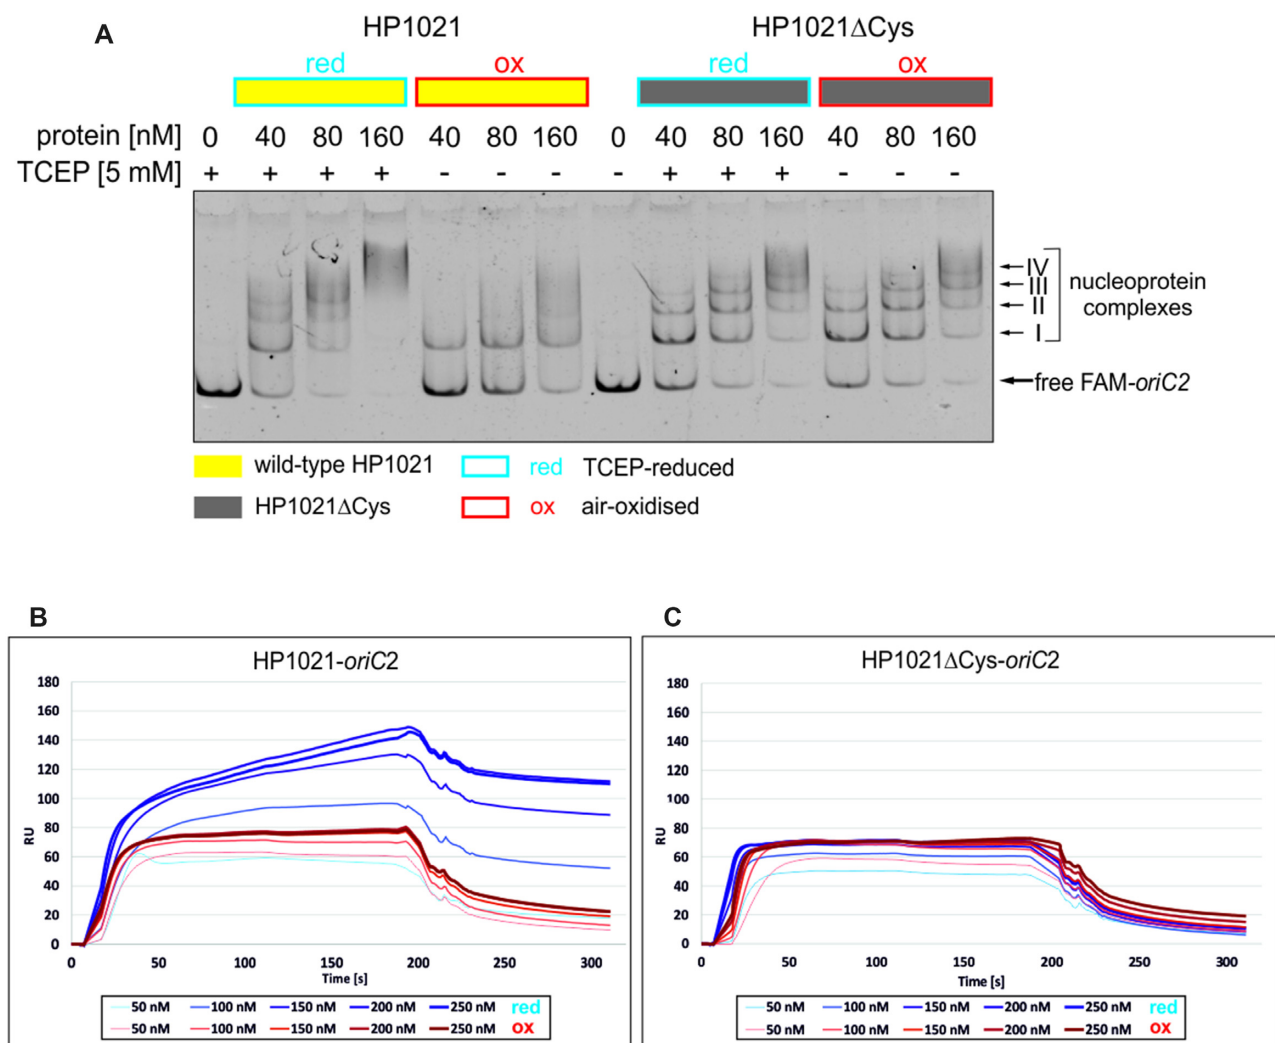 A
HP1021 HP1021ΔCys
red ox red ox
protein [nM] 0 40 80 160 40 80 160 0 40 80 160 40 80 160
TCEP [5 mM] + + + + - - - - + + + - - -
IV
III
II
I
nucleoprotein
complexes
free FAM-oriC2
wild-type HP1021 red TCEP-reduced
HP1021ΔCys ox air-oxidised
B
HP1021-oriC2
180
160
140
120
100
80
60
40
20
0
RU
0 50 100 150 200 250 300
Time [s]
50 nM 100 nM 150 nM 200 nM 250 nM red
50 nM 100 nM 150 nM 200 nM 250 nM ox
C
HP1021ΔCys-oriC2
180
160
140
120
100
80
60
40
20
0
RU
0 50 100 150 200 250 300
Time [s]
50 nM 100 nM 150 nM 200 nM 250 nM red
50 nM 100 nM 150 nM 200 nM 250 nM ox